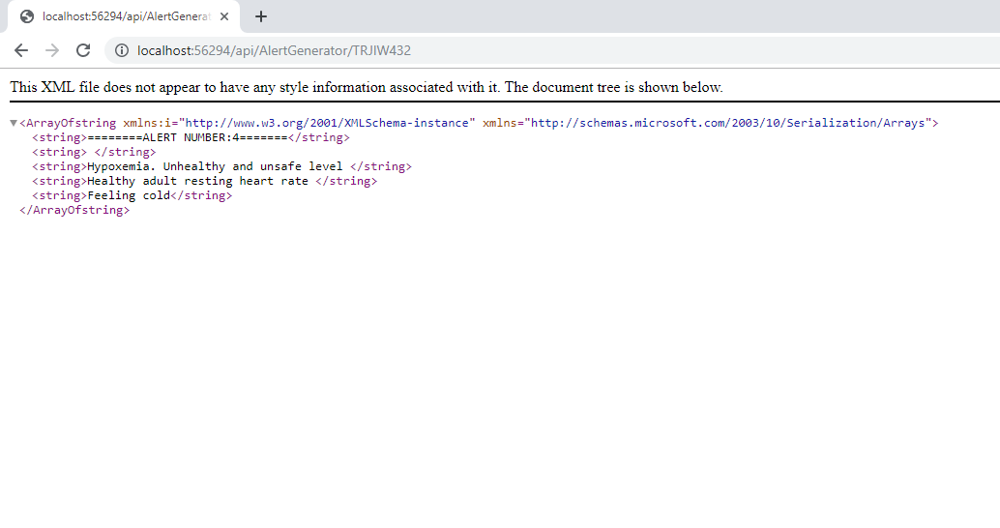 localhost:56294/api/AlertGenerat
localhost:56294/api/AlertGenerator/TRJIW432
This XML file does not appear to have any style information associated with it. The document tree is shown below.
▼<ArrayOfstring xmlns:i="http://www.w3.org/2001/XMLSchema-instance" xmlns="http://schemas.microsoft.com/2003/10/Serialization/Arrays">
<string>========ALERT NUMBER:4=======</string>
<string> </string>
<string>Hypoxemia. Unhealthy and unsafe level </string>
<string>Healthy adult resting heart rate </string>
<string>Feeling cold</string>
</ArrayOfstring>